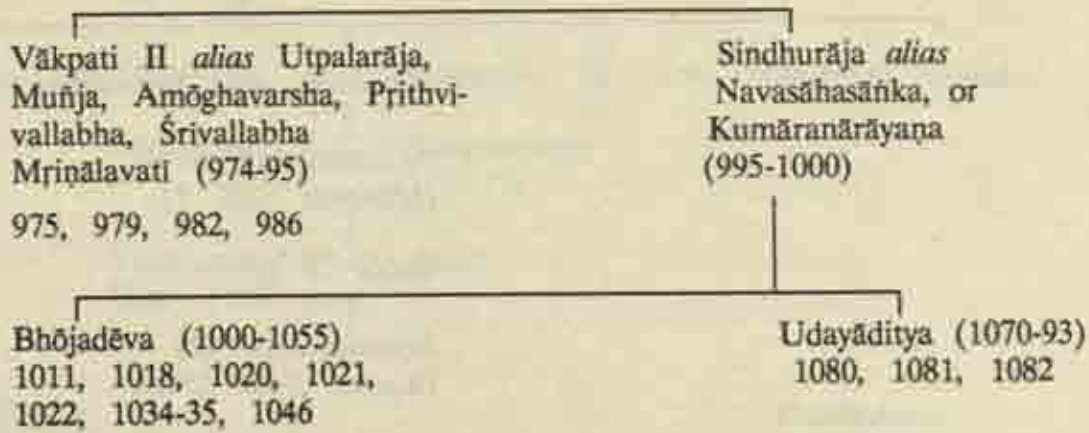 Vākpati II alias Utpalarāja,
Muñja, Amōghavarsha, Pṛithvi-
vallabha, Śrivallabha
Mṛiṇālavatī (974-95)
975, 979, 982, 986
Sindhurāja alias
Navasāhasāṅka, or
Kumāranārāyaṇa
(995-1000)
Bhōjadēva (1000-1055)
1011, 1018, 1020, 1021,
1022, 1034-35, 1046
Udayāditya (1070-93)
1080, 1081, 1082